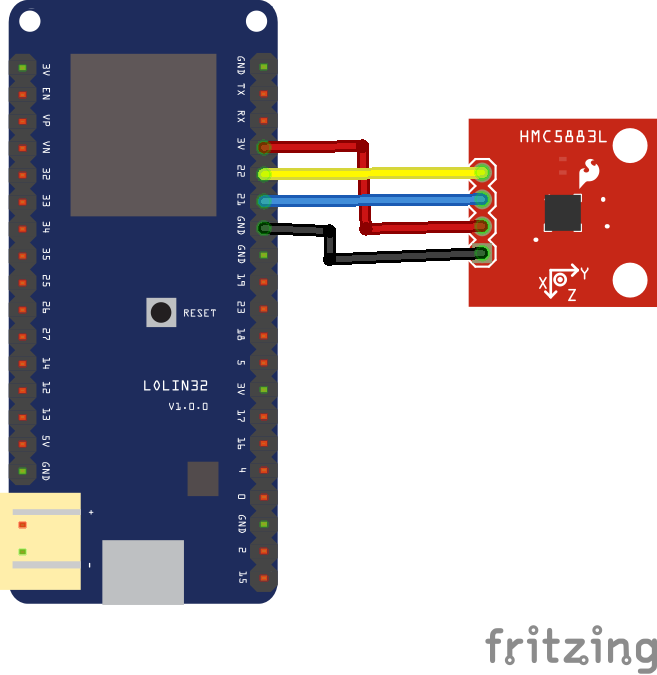 3V
EN
VP
VN
32
33
34
35
25
26
27
14
12
13
5V
GND
+
-
GND
TX
RX
3V
22
21
GND
GND
19
23
18
5
3V
17
16
4
0
GND
2
15
RESET
LOLIN32
V1.0.0
HMC5883L
X
Y
Z
fritzing